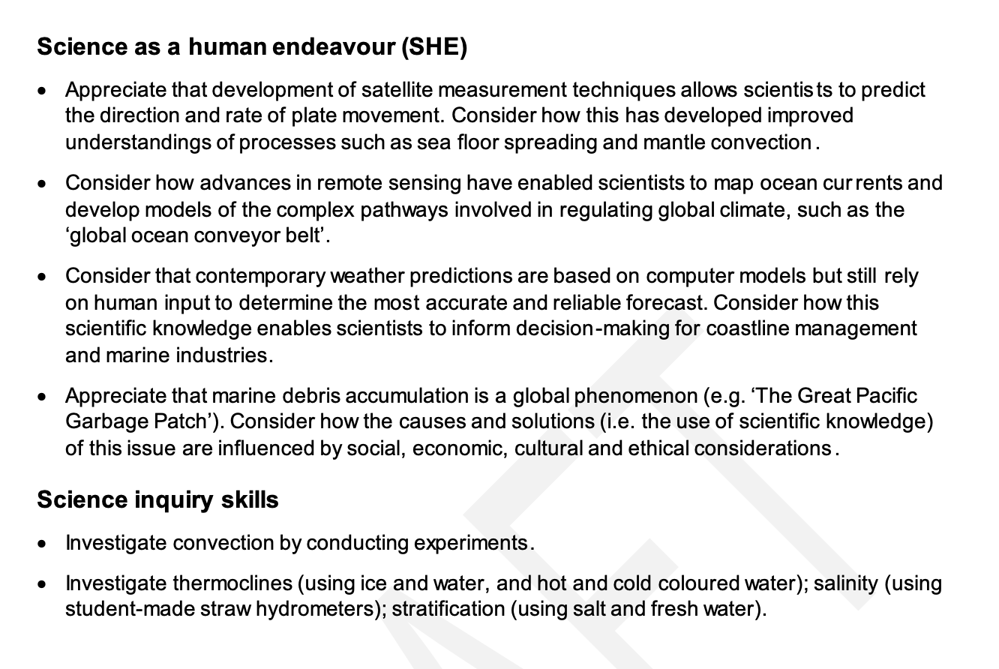 Science as a human endeavour (SHE)
• Appreciate that development of satellite measurement techniques allows scientists to predict
the direction and rate of plate movement. Consider how this has developed improved
understandings of processes such as sea floor spreading and mantle convection.
• Consider how advances in remote sensing have enabled scientists to map ocean currents and
develop models of the complex pathways involved in regulating global climate, such as the
‘global ocean conveyor belt’.
• Consider that contemporary weather predictions are based on computer models but still rely
on human input to determine the most accurate and reliable forecast. Consider how this
scientific knowledge enables scientists to inform decision-making for coastline management
and marine industries.
• Appreciate that marine debris accumulation is a global phenomenon (e.g. ‘The Great Pacific
Garbage Patch’). Consider how the causes and solutions (i.e. the use of scientific knowledge)
of this issue are influenced by social, economic, cultural and ethical considerations.
Science inquiry skills
• Investigate convection by conducting experiments.
• Investigate thermoclines (using ice and water, and hot and cold coloured water); salinity (using
student-made straw hydrometers); stratification (using salt and fresh water).